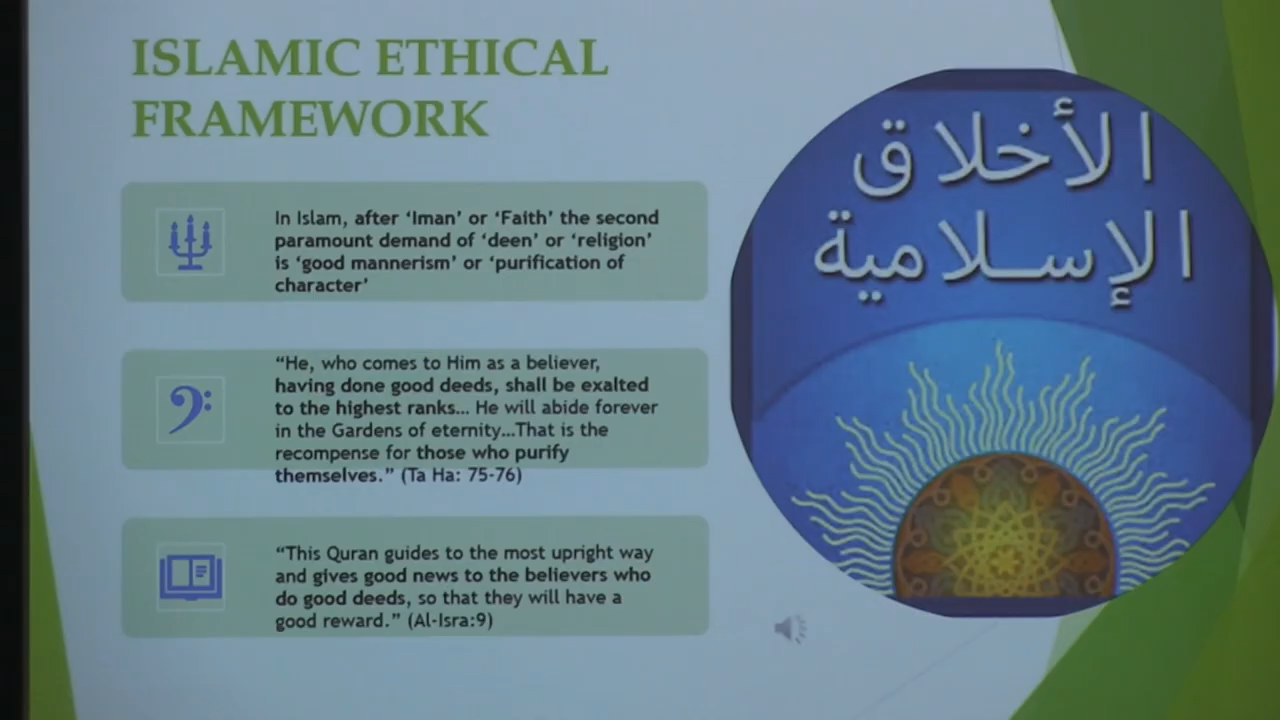 ISLAMIC ETHICAL
FRAMEWORK
In Islam, after ‘Iman’ or ‘Faith’ the second
paramount demand of ‘deen’ or ‘religion’
is ‘good mannerism’ or ‘purification of
character’
“He, who comes to Him as a believer,
having done good deeds, shall be exalted
to the highest ranks… He will abide forever
in the Gardens of eternity…That is the
recompense for those who purify
themselves.” (Ta Ha: 75-76)
“This Quran guides to the most upright way
and gives good news to the believers who
do good deeds, so that they will have a
good reward.” (Al-Isra:9)
الأخلاق
الإسلامية